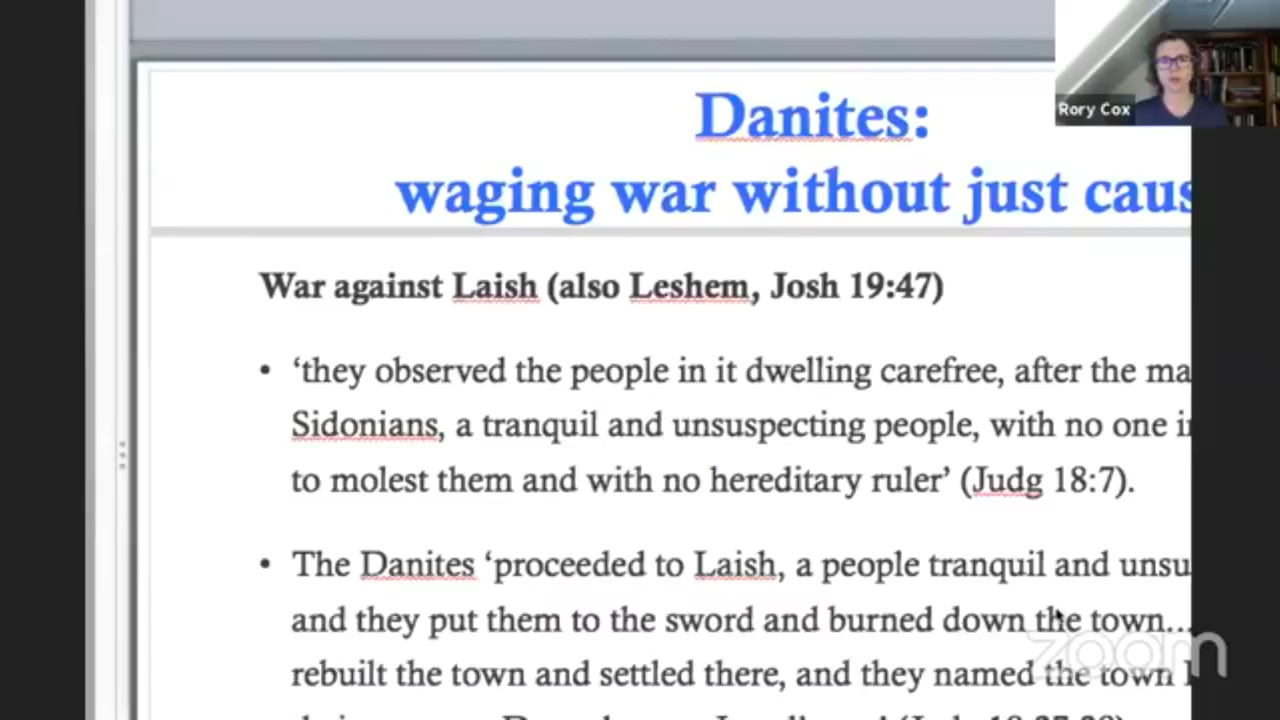 Danites:
waging war without just caus
Rory Cox
War against Laish (also Leshem, Josh 19:47)
• ‘they observed the people in it dwelling carefree, after the ma
Sidonians, a tranquil and unsuspecting people, with no one i
to molest them and with no hereditary ruler’ (Judg 18:7).
• The Danites ‘proceeded to Laish, a people tranquil and unsu
and they put them to the sword and burned down the town...
rebuilt the town and settled there, and they named the town
zoom